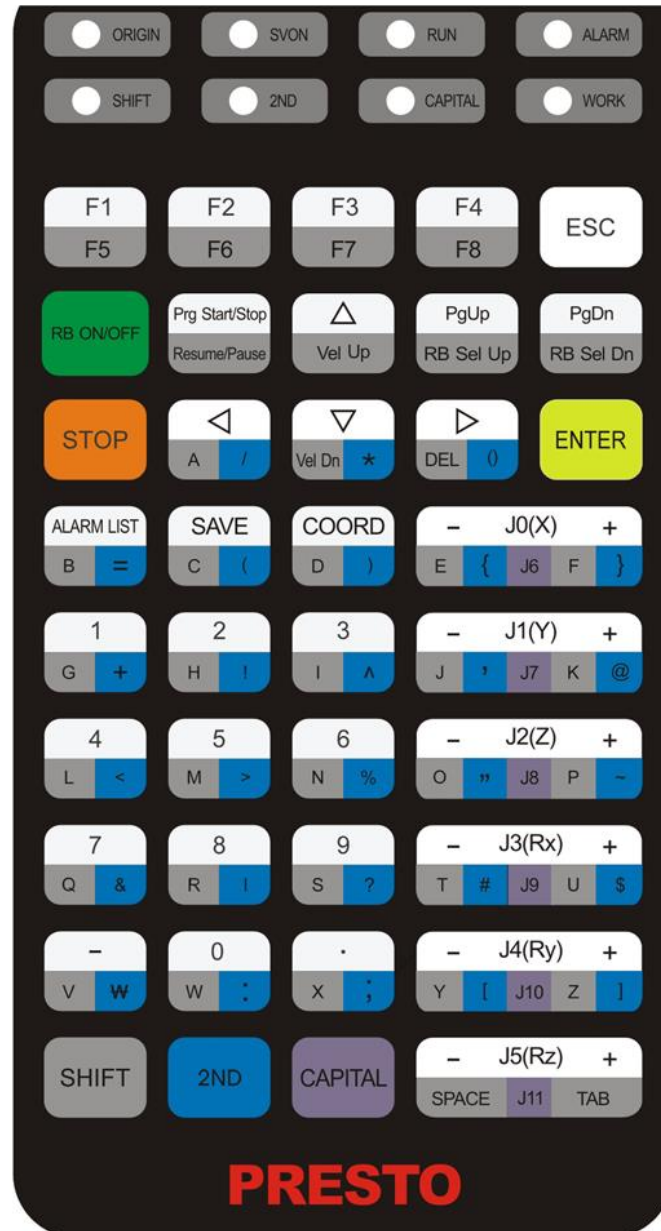 ORIGIN SVON RUN ALARM
SHIFT 2ND CAPITAL WORK
F1 F2 F3 F4 ESC
F5 F6 F7 F8
RB ON/OFF Prg Start/Stop △ PgUp PgDn
Resume/Pause Vel Up RB Sel Up RB Sel Dn
STOP ◁ ▽ ▷ ENTER
A / Vel Dn * DEL ()
ALARM LIST SAVE COORD - J0(X) +
B = C ( D ) E { J6 F }
1 2 3 - J1(Y) +
G + H ! I ^ J ’ J7 K @
4 5 6 - J2(Z) +
L < M > N % O ” J8 P ~
7 8 9 - J3(Rx) +
Q & R | S ? T # J9 U $
- 0 . - J4(Ry) +
V ₩ W : X ; Y [ J10 Z ]
SHIFT 2ND CAPITAL - J5(Rz) +
SPACE J11 TAB
PRESTO